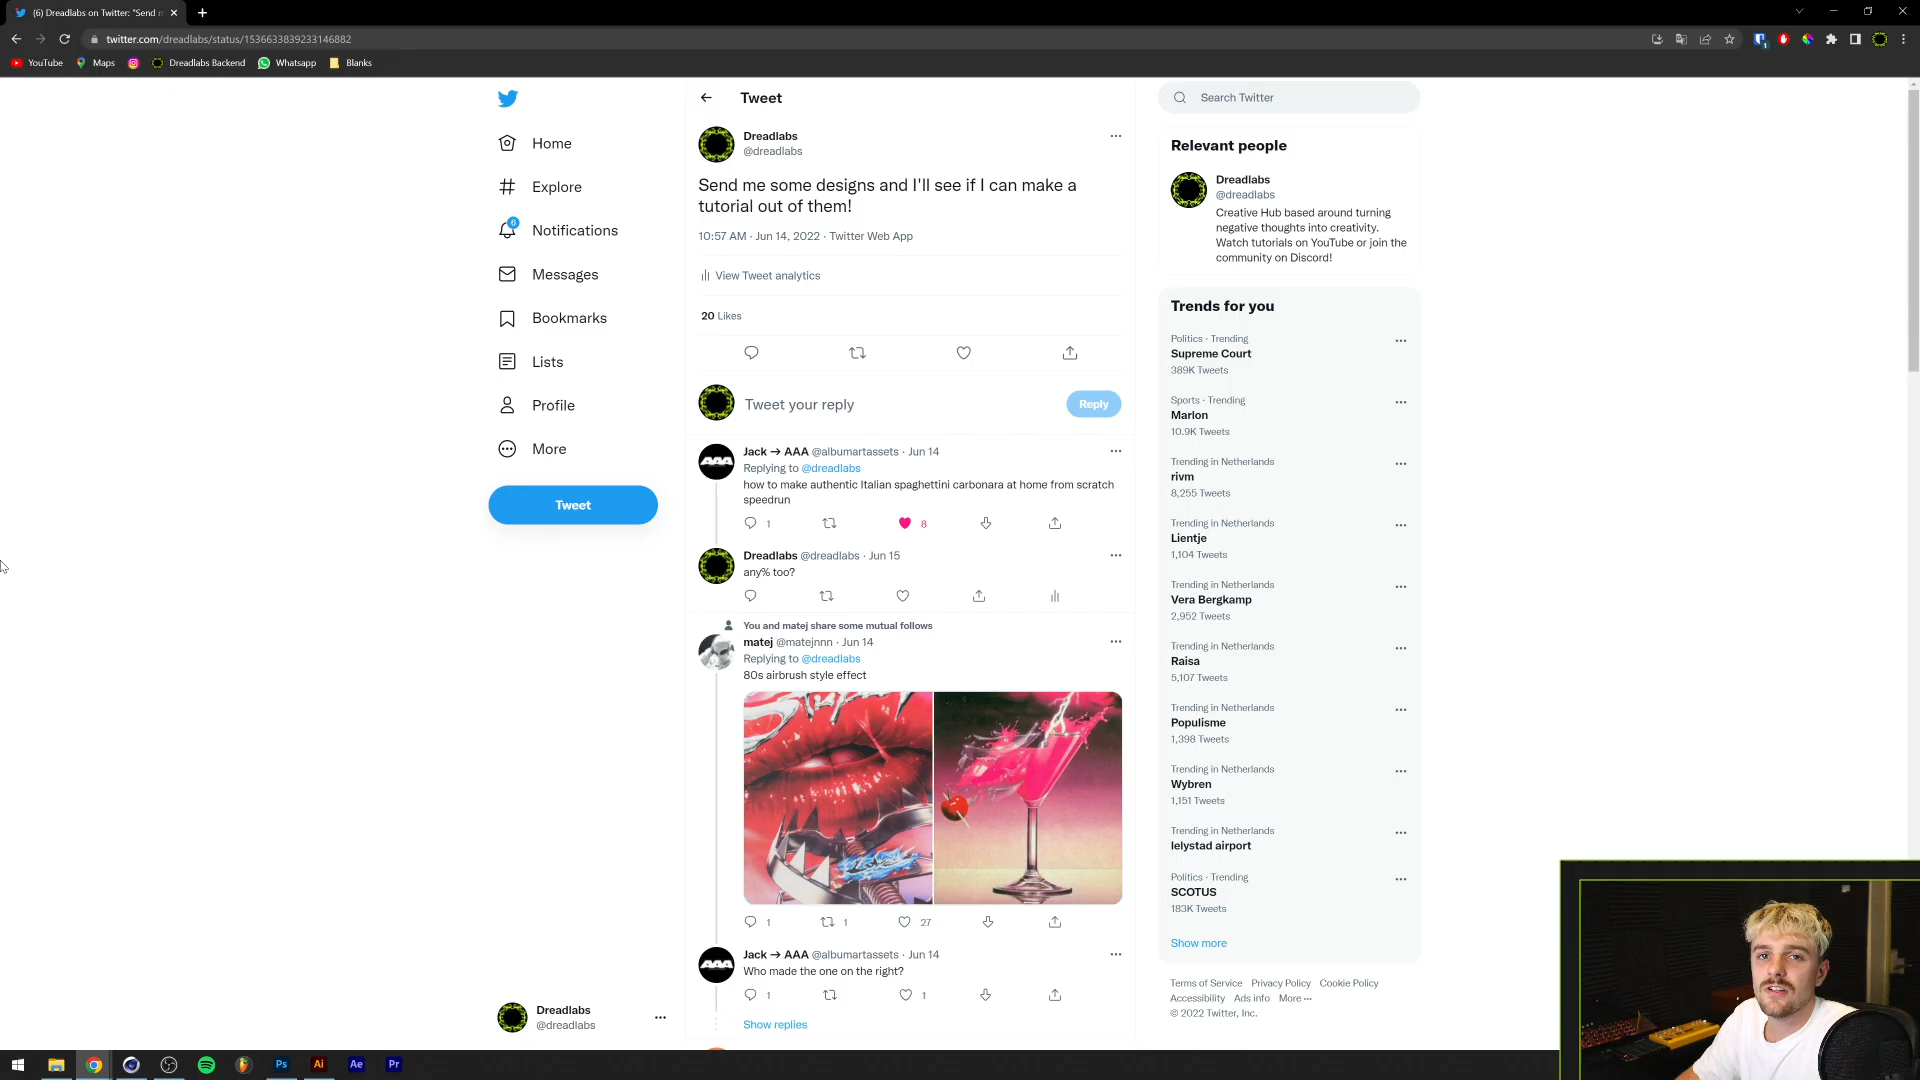 (6) Dreadlabs on Twitter: "Send m
twitter.com/dreadlabs/status/1536633839233146882
YouTube
Maps
Dreadlabs Backend
Whatsapp
Blanks
Home
Explore
6
Notifications
Messages
Bookmarks
Lists
Profile
More
Tweet
Dreadlabs
@dreadlabs
Tweet
Dreadlabs
@dreadlabs
Send me some designs and I'll see if I can make a
tutorial out of them!
10:57 AM · Jun 14, 2022 · Twitter Web App
View Tweet analytics
20 Likes
Tweet your reply
Reply
AAA
Jack → AAA @albumartassets · Jun 14
Replying to @dreadlabs
how to make authentic Italian spaghettini carbonara at home from scratch
speedrun
1
8
Dreadlabs @dreadlabs · Jun 15
any% too?
You and matej share some mutual follows
matej @matejnnn · Jun 14
Replying to @dreadlabs
80s airbrush style effect
1
1
27
AAA
Jack → AAA @albumartassets · Jun 14
Who made the one on the right?
1
1
Show replies
Search Twitter
Relevant people
Dreadlabs
@dreadlabs
Creative Hub based around turning
negative thoughts into creativity.
Watch tutorials on YouTube or join the
community on Discord!
Trends for you
Politics · Trending
Supreme Court
389K Tweets
Sports · Trending
Marlon
10.9K Tweets
Trending in Netherlands
rivm
8,255 Tweets
Trending in Netherlands
Lientje
1,104 Tweets
Trending in Netherlands
Vera Bergkamp
2,952 Tweets
Trending in Netherlands
Raisa
5,107 Tweets
Trending in Netherlands
Populisme
1,398 Tweets
Trending in Netherlands
Wybren
1,151 Tweets
Trending in Netherlands
lelystad airport
Politics · Trending
SCOTUS
183K Tweets
Show more
Terms of Service Privacy Policy Cookie Policy
Accessibility Ads info More ···
© 2022 Twitter, Inc.
Ps
Ai
Ae
Pr